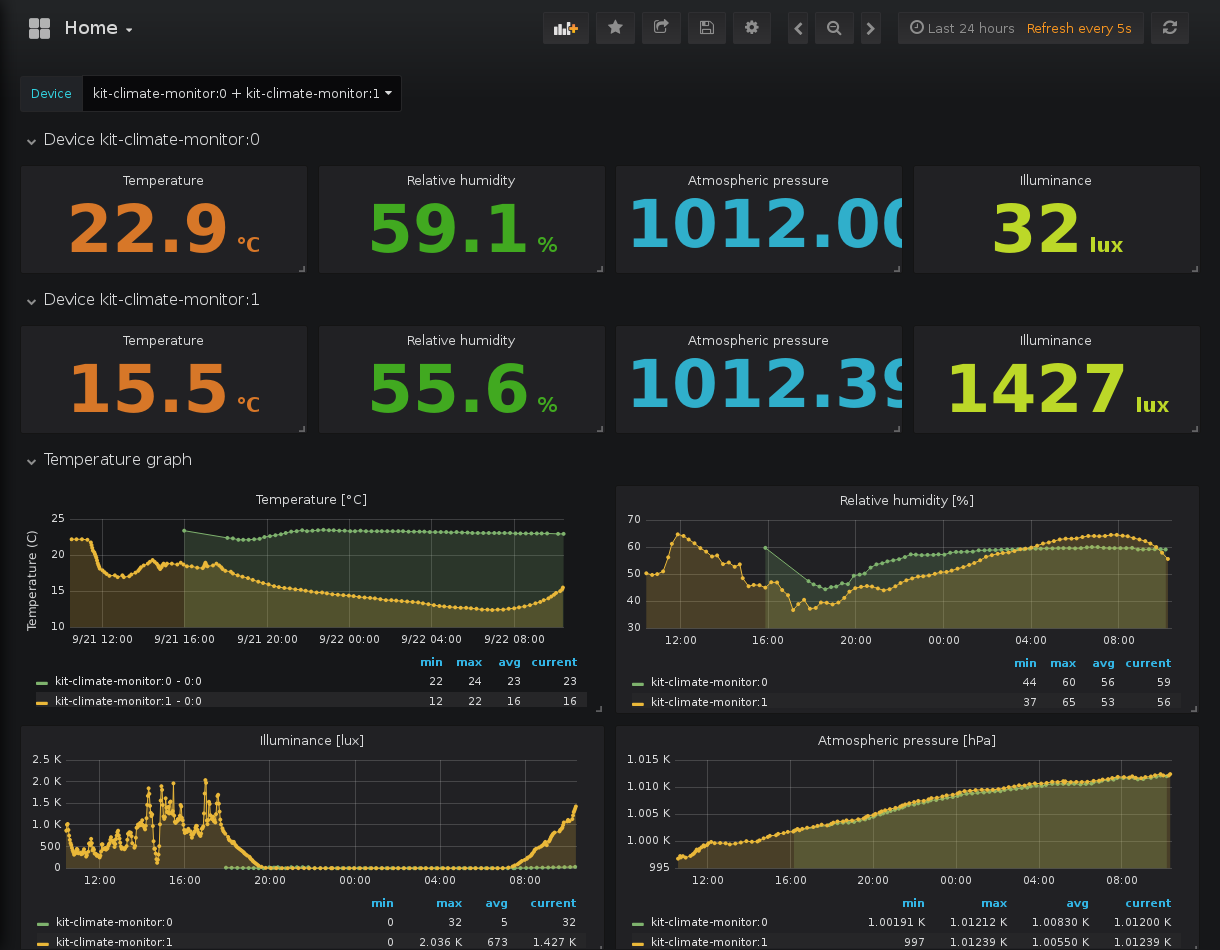 Home
Last 24 hours Refresh every 5s
Device kit-climate-monitor:0 + kit-climate-monitor:1
Device kit-climate-monitor:0
Temperature Relative humidity Atmospheric pressure Illuminance
22.9 °C 59.1 % 1012.00 32 lux
Device kit-climate-monitor:1
Temperature Relative humidity Atmospheric pressure Illuminance
15.5 °C 55.6 % 1012.39 1427 lux
Temperature graph
Temperature [°C]
Temperature (C)
25
20
15
10
9/21 12:00 9/21 16:00 9/21 20:00 9/22 00:00 9/22 04:00 9/22 08:00
min max avg current
kit-climate-monitor:0 - 0:0 22 24 23 23
kit-climate-monitor:1 - 0:0 12 22 16 16
Relative humidity [%]
70
60
50
40
30
12:00 16:00 20:00 00:00 04:00 08:00
min max avg current
kit-climate-monitor:0 44 60 56 59
kit-climate-monitor:1 37 65 53 56
Illuminance [lux]
2.5 K
2.0 K
1.5 K
1.0 K
500
0
12:00 16:00 20:00 00:00 04:00 08:00
min max avg current
kit-climate-monitor:0 0 32 5 32
kit-climate-monitor:1 0 2.036 K 673 1.427 K
Atmospheric pressure [hPa]
1.015 K
1.010 K
1.005 K
1.000 K
995
12:00 16:00 20:00 00:00 04:00 08:00
min max avg current
kit-climate-monitor:0 1.00191 K 1.01212 K 1.00830 K 1.01200 K
kit-climate-monitor:1 997 1.01239 K 1.00550 K 1.01239 K